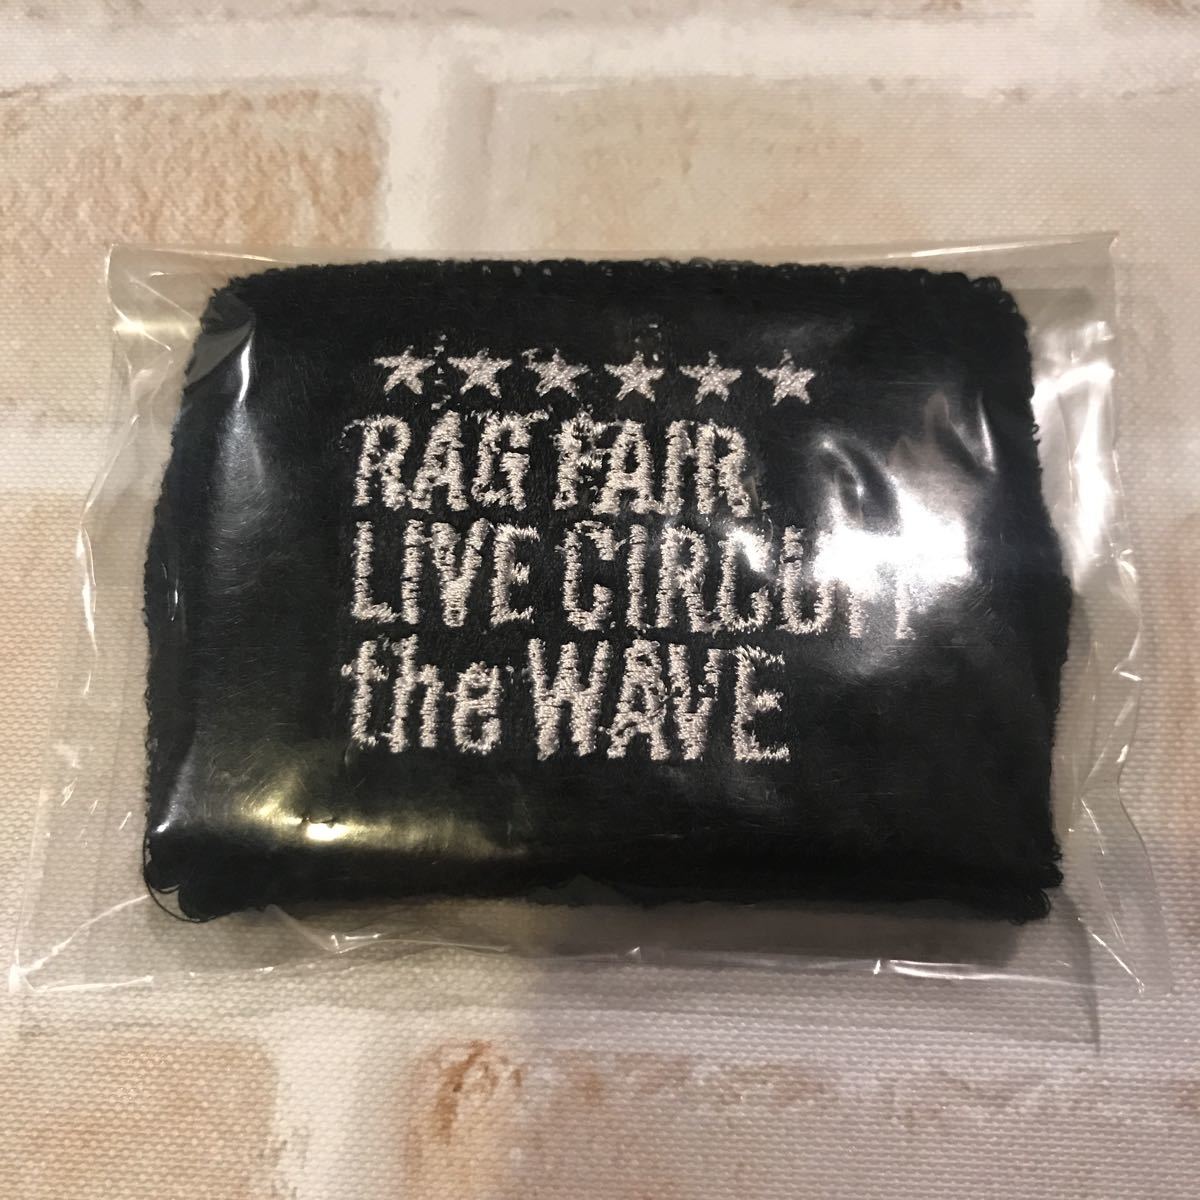 ★★★★★★
RAG FAIR
LIVE CIRCUIT
the WAVE